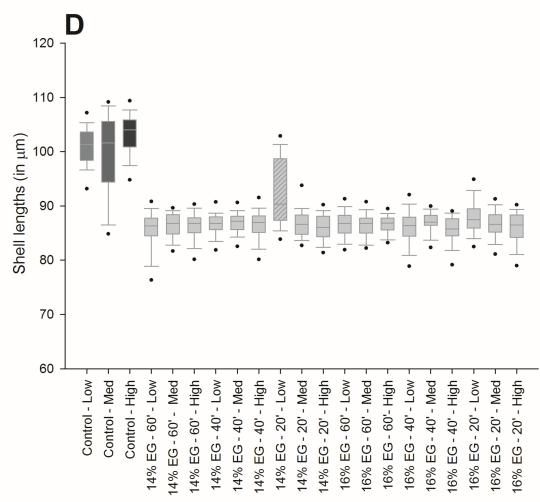 D
120
110
100
90
80
70
60
Shell lengths (in µm)
Control - Low
Control - Med
Control - High
14% EG - 60' - Low
14% EG - 60' - Med
14% EG - 60' - High
14% EG - 40' - Low
14% EG - 40' - Med
14% EG - 40' - High
14% EG - 20' - Low
14% EG - 20' - Med
14% EG - 20' - High
16% EG - 60' - Low
16% EG - 60' - Med
16% EG - 60' - High
16% EG - 40' - Low
16% EG - 40' - Med
16% EG - 40' - High
16% EG - 20' - Low
16% EG - 20' - Med
16% EG - 20' - High